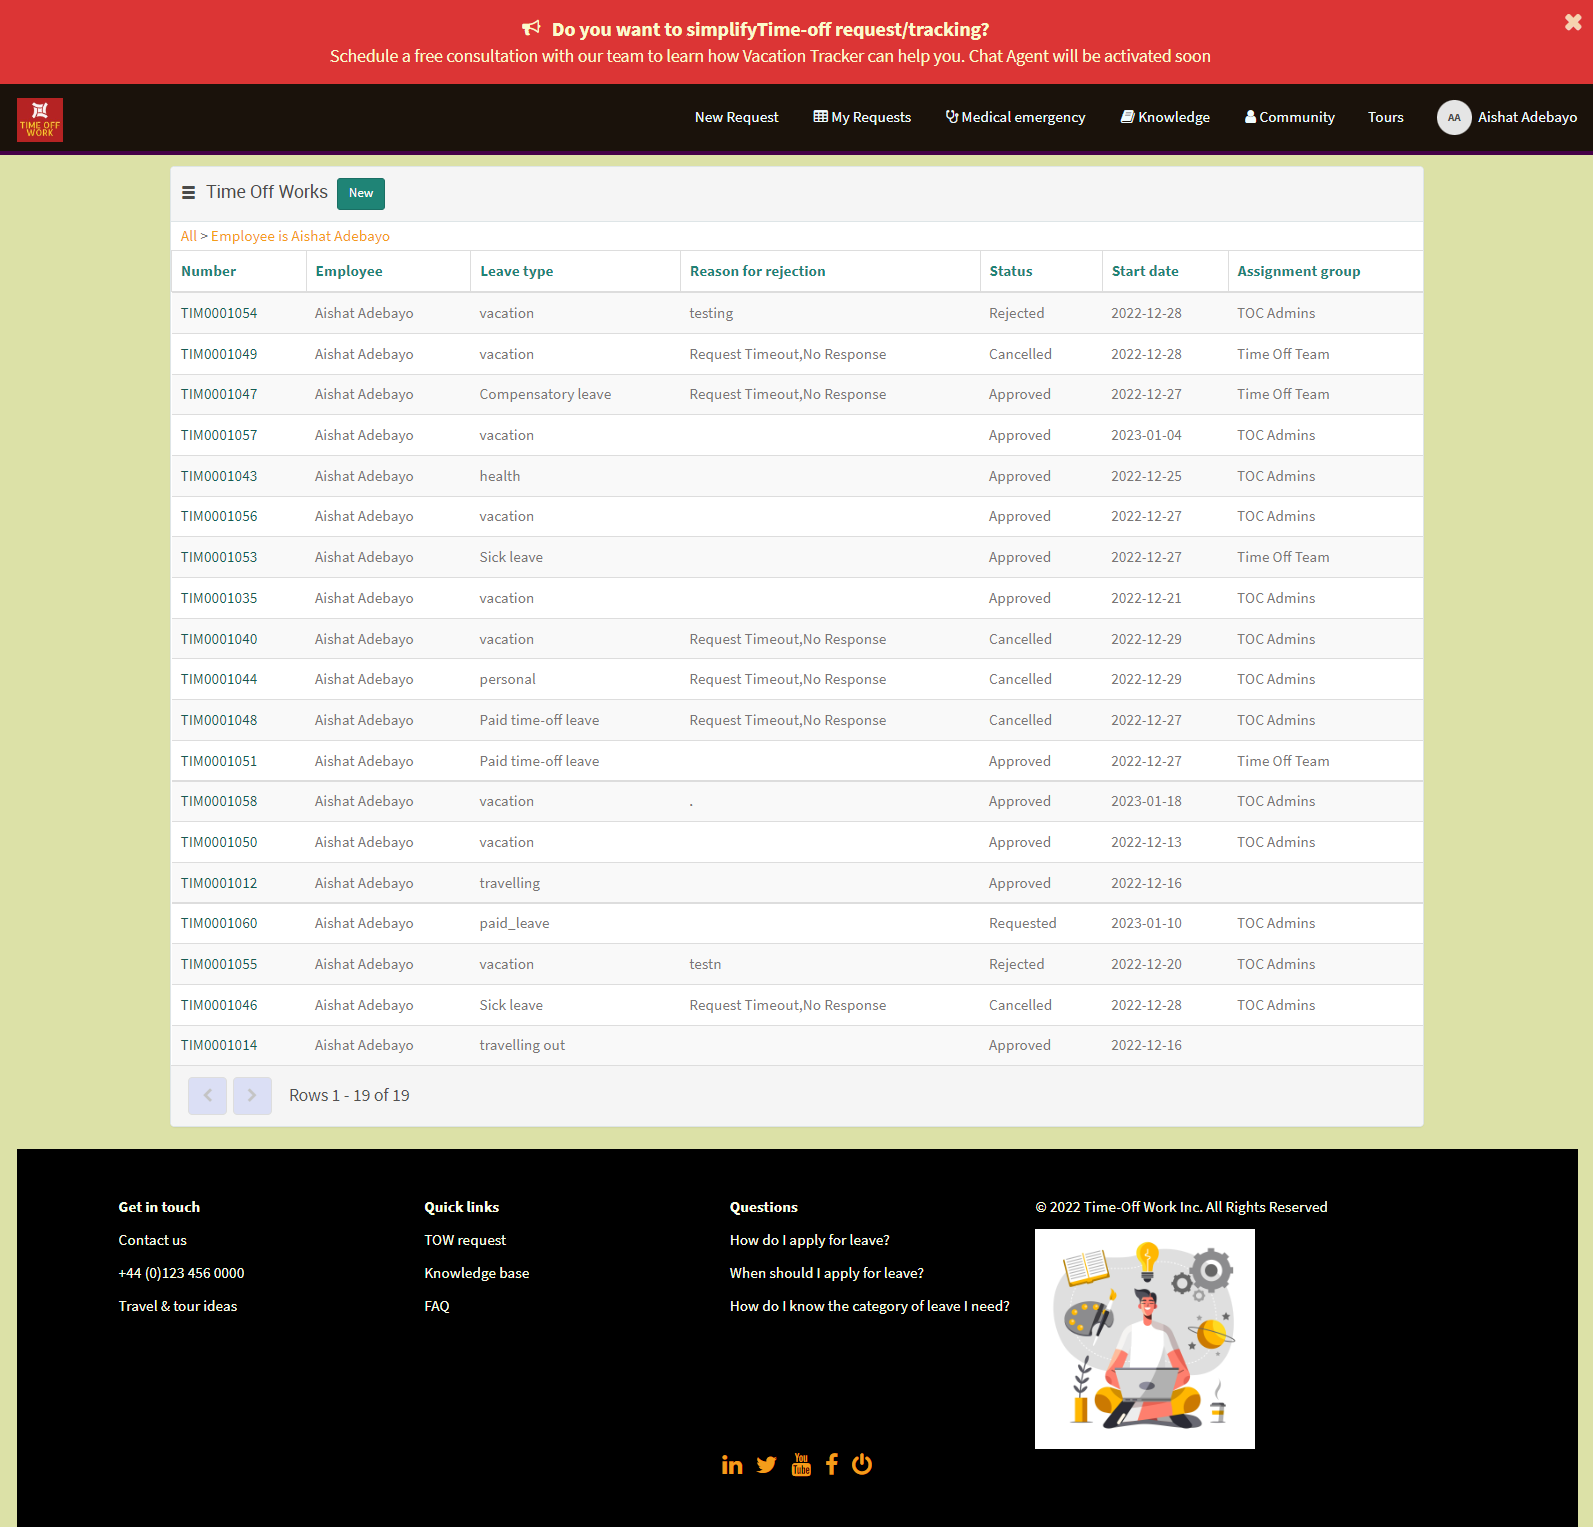 Do you want to simplifyTime-off request/tracking?
Schedule a free consultation with our team to learn how Vacation Tracker can help you. Chat Agent will be activated soon
TIME OFF
WORK
New Request My Requests Medical emergency Knowledge Community Tours AA Aishat Adebayo
Time Off Works New
All > Employee is Aishat Adebayo
Number Employee Leave type Reason for rejection Status Start date Assignment group
TIM0001054 Aishat Adebayo vacation testing Rejected 2022-12-28 TOC Admins
TIM0001049 Aishat Adebayo vacation Request Timeout,No Response Cancelled 2022-12-28 Time Off Team
TIM0001047 Aishat Adebayo Compensatory leave Request Timeout,No Response Approved 2022-12-27 Time Off Team
TIM0001057 Aishat Adebayo vacation Approved 2023-01-04 TOC Admins
TIM0001043 Aishat Adebayo health Approved 2022-12-25 TOC Admins
TIM0001056 Aishat Adebayo vacation Approved 2022-12-27 TOC Admins
TIM0001053 Aishat Adebayo Sick leave Approved 2022-12-27 Time Off Team
TIM0001035 Aishat Adebayo vacation Approved 2022-12-21 TOC Admins
TIM0001040 Aishat Adebayo vacation Request Timeout,No Response Cancelled 2022-12-29 TOC Admins
TIM0001044 Aishat Adebayo personal Request Timeout,No Response Cancelled 2022-12-29 TOC Admins
TIM0001048 Aishat Adebayo Paid time-off leave Request Timeout,No Response Cancelled 2022-12-27 TOC Admins
TIM0001051 Aishat Adebayo Paid time-off leave Approved 2022-12-27 Time Off Team
TIM0001058 Aishat Adebayo vacation . Approved 2023-01-18 TOC Admins
TIM0001050 Aishat Adebayo vacation Approved 2022-12-13 TOC Admins
TIM0001012 Aishat Adebayo travelling Approved 2022-12-16
TIM0001060 Aishat Adebayo paid_leave Requested 2023-01-10 TOC Admins
TIM0001055 Aishat Adebayo vacation testn Rejected 2022-12-20 TOC Admins
TIM0001046 Aishat Adebayo Sick leave Request Timeout,No Response Cancelled 2022-12-28 TOC Admins
TIM0001014 Aishat Adebayo travelling out Approved 2022-12-16
Rows 1 - 19 of 19
Get in touch
Contact us
+44 (0)123 456 0000
Travel & tour ideas
Quick links
TOW request
Knowledge base
FAQ
Questions
How do I apply for leave?
When should I apply for leave?
How do I know the category of leave I need?
© 2022 Time-Off Work Inc. All Rights Reserved
You
Tube